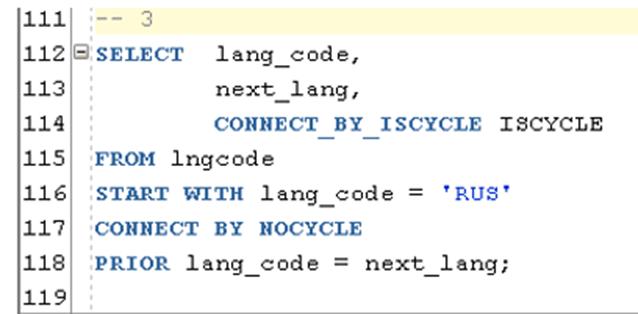 111 -- 3
112 SELECT lang_code,
113 next_lang,
114 CONNECT_BY_ISCYCLE ISCYCLE
115 FROM lngcode
116 START WITH lang_code = 'RUS'
117 CONNECT BY NOCYCLE
118 PRIOR lang_code = next_lang;
119